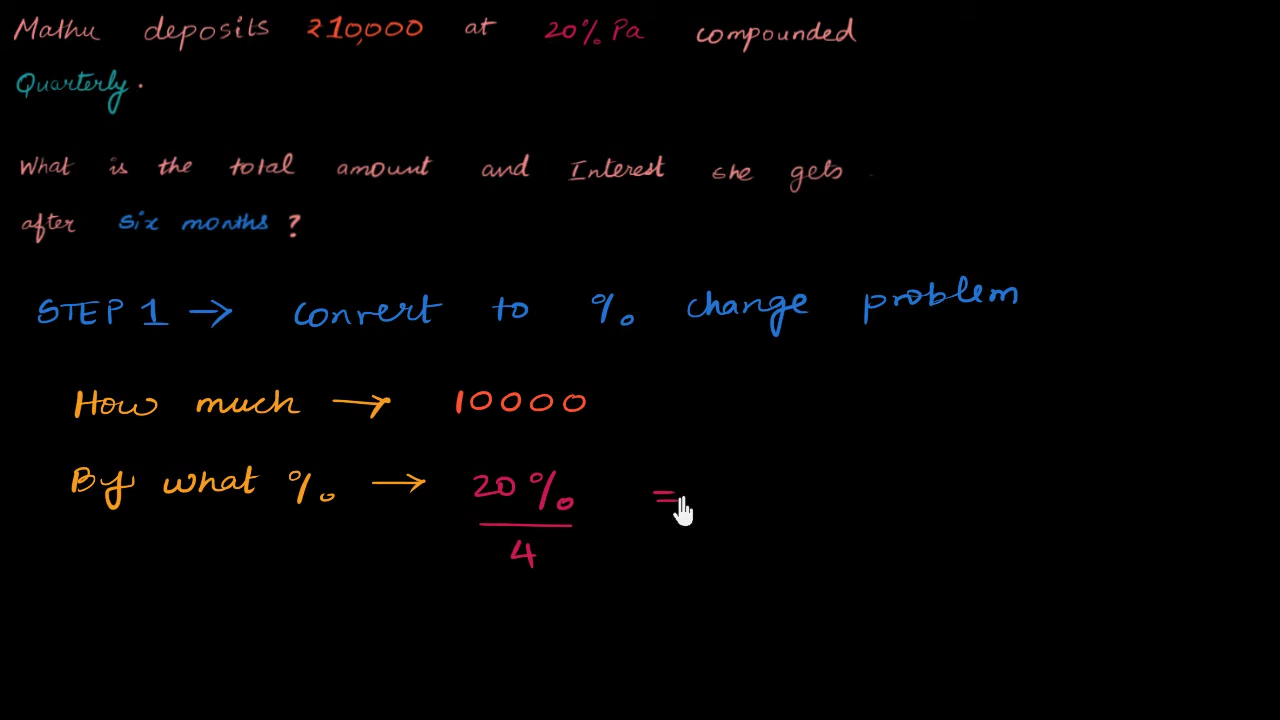 Mathu deposits ₹10,000 at 20% Pa compounded
Quarterly.
What is the total amount and Interest she gets
after six months?
STEP 1 → convert to % change problem
How much → 10000
By what % → 20% =
4